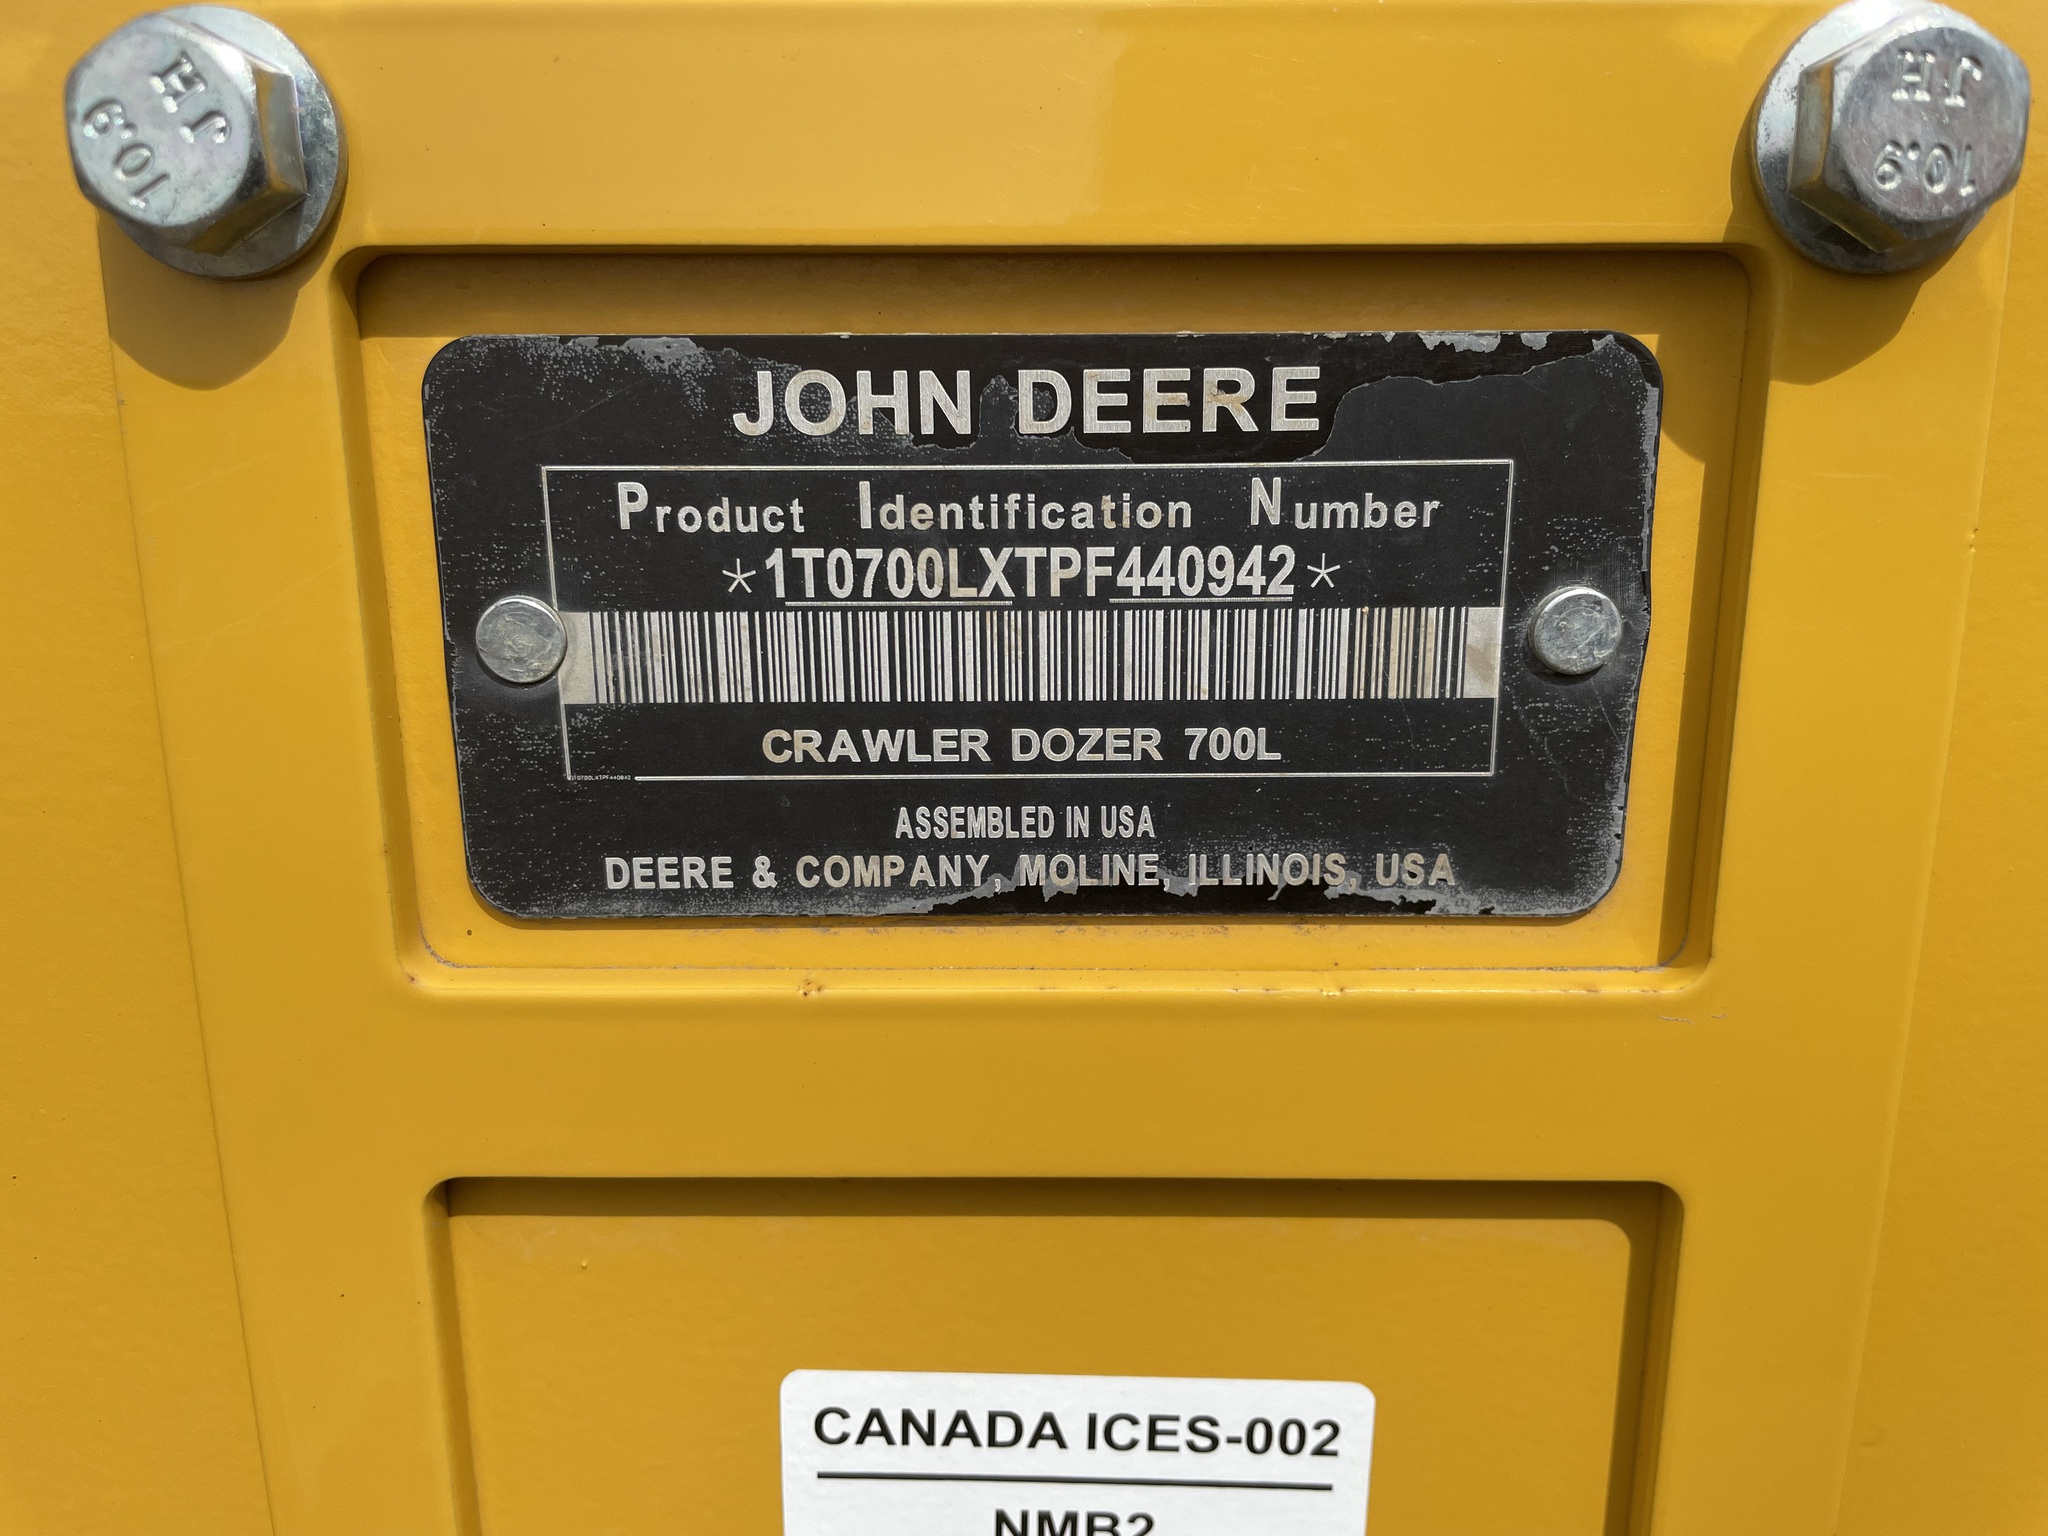 JH
10.9
JH
10.9
JOHN DEERE
Product Identification Number
*1T0700LXTPF440942*
CRAWLER DOZER 700L
1T0700LXTPF440942
ASSEMBLED IN USA
DEERE & COMPANY, MOLINE, ILLINOIS, USA
CANADA ICES-002
NMB2